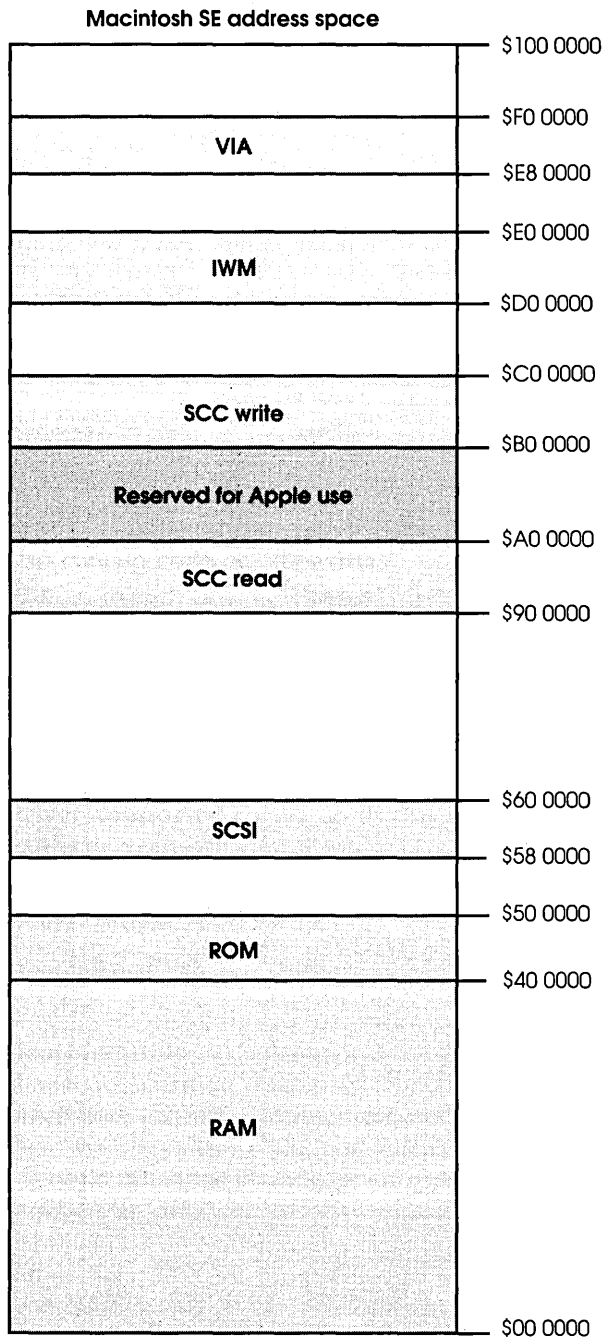 Macintosh SE address space
$100 0000
$F0 0000
VIA
$E8 0000
$E0 0000
IWM
$D0 0000
$C0 0000
SCC write
$B0 0000
Reserved for Apple use
$A0 0000
SCC read
$90 0000
$60 0000
SCSI
$58 0000
$50 0000
ROM
$40 0000
RAM
$00 0000